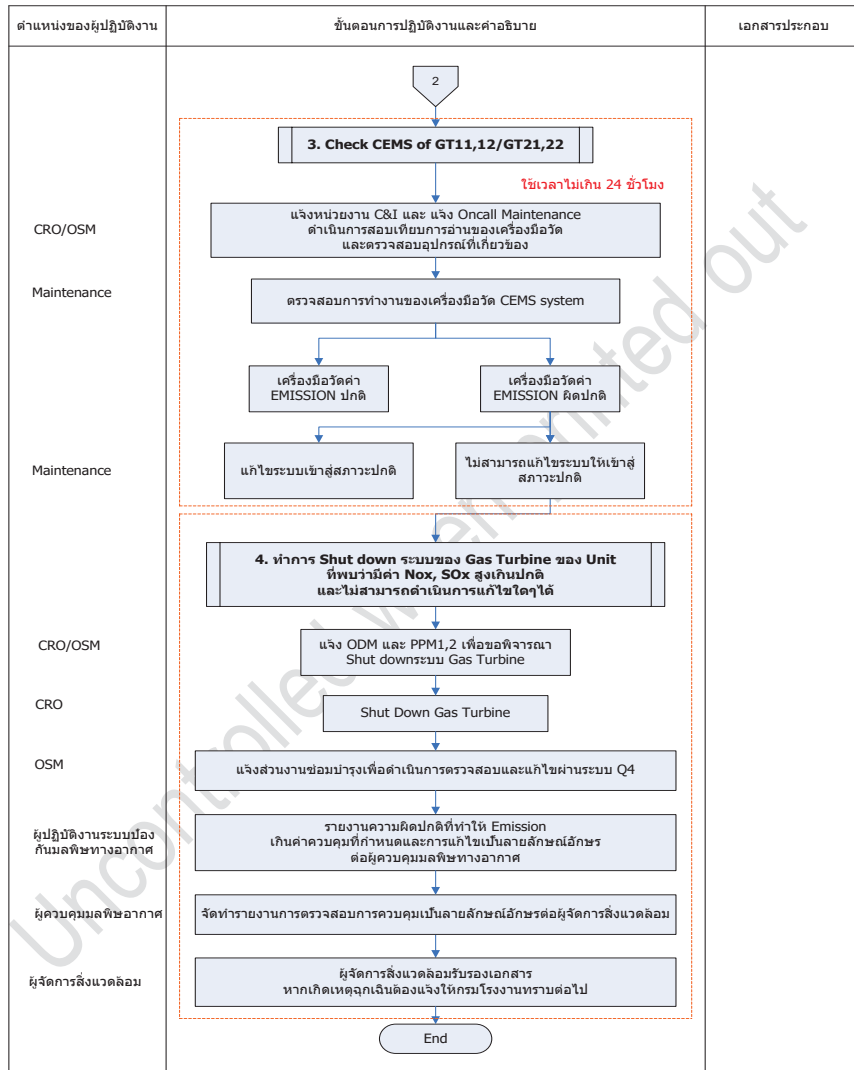 ตำแหน่งของผู้ปฏิบัติงาน
ขั้นตอนการปฏิบัติงานและคำอธิบาย
เอกสารประกอบ
2
3. Check CEMS of GT11,12/GT21,22
ใช้เวลาไม่เกิน 24 ชั่วโมง
CRO/OSM
แจ้งหน่วยงาน C&I และ แจ้ง Oncall Maintenance
ดำเนินการสอบเทียบการอ่านของเครื่องมือวัด
และตรวจสอบอุปกรณ์ที่เกี่ยวข้อง
Maintenance
ตรวจสอบการทำงานของเครื่องมือวัด CEMS system
เครื่องมือวัดค่า
EMISSION ปกติ
เครื่องมือวัดค่า
EMISSION ผิดปกติ
Maintenance
แก้ไขระบบเข้าสู่สภาวะปกติ
ไม่สามารถแก้ไขระบบให้เข้าสู่
สภาวะปกติ
4. ทำการ Shut down ระบบของ Gas Turbine ของ Unit
ที่พบว่ามีค่า Nox, SOx สูงเกินปกติ
และไม่สามารถดำเนินการแก้ไขใดๆได้
CRO/OSM
แจ้ง ODM และ PPM1,2 เพื่อขอพิจารณา
Shut downระบบ Gas Turbine
CRO
Shut Down Gas Turbine
OSM
แจ้งส่วนงานซ่อมบำรุงเพื่อดำเนินการตรวจสอบและแก้ไขผ่านระบบ Q4
ผู้ปฏิบัติงานระบบป้อง
กันมลพิษทางอากาศ
รายงานความผิดปกติที่ทำให้ Emission
เกินค่าควบคุมที่กำหนดและการแก้ไขเป็นลายลักษณ์อักษร
ต่อผู้ควบคุมมลพิษทางอากาศ
ผู้ควบคุมมลพิษอากาศ
จัดทำรายงานการตรวจสอบการควบคุมเป็นลายลักษณ์อักษรต่อผู้จัดการสิ่งแวดล้อม
ผู้จัดการสิ่งแวดล้อม
ผู้จัดการสิ่งแวดล้อมรับรองเอกสาร
หากเกิดเหตุฉุกเฉินต้องแจ้งให้กรมโรงงานทราบต่อไป
End
Uncontrolled when printed out